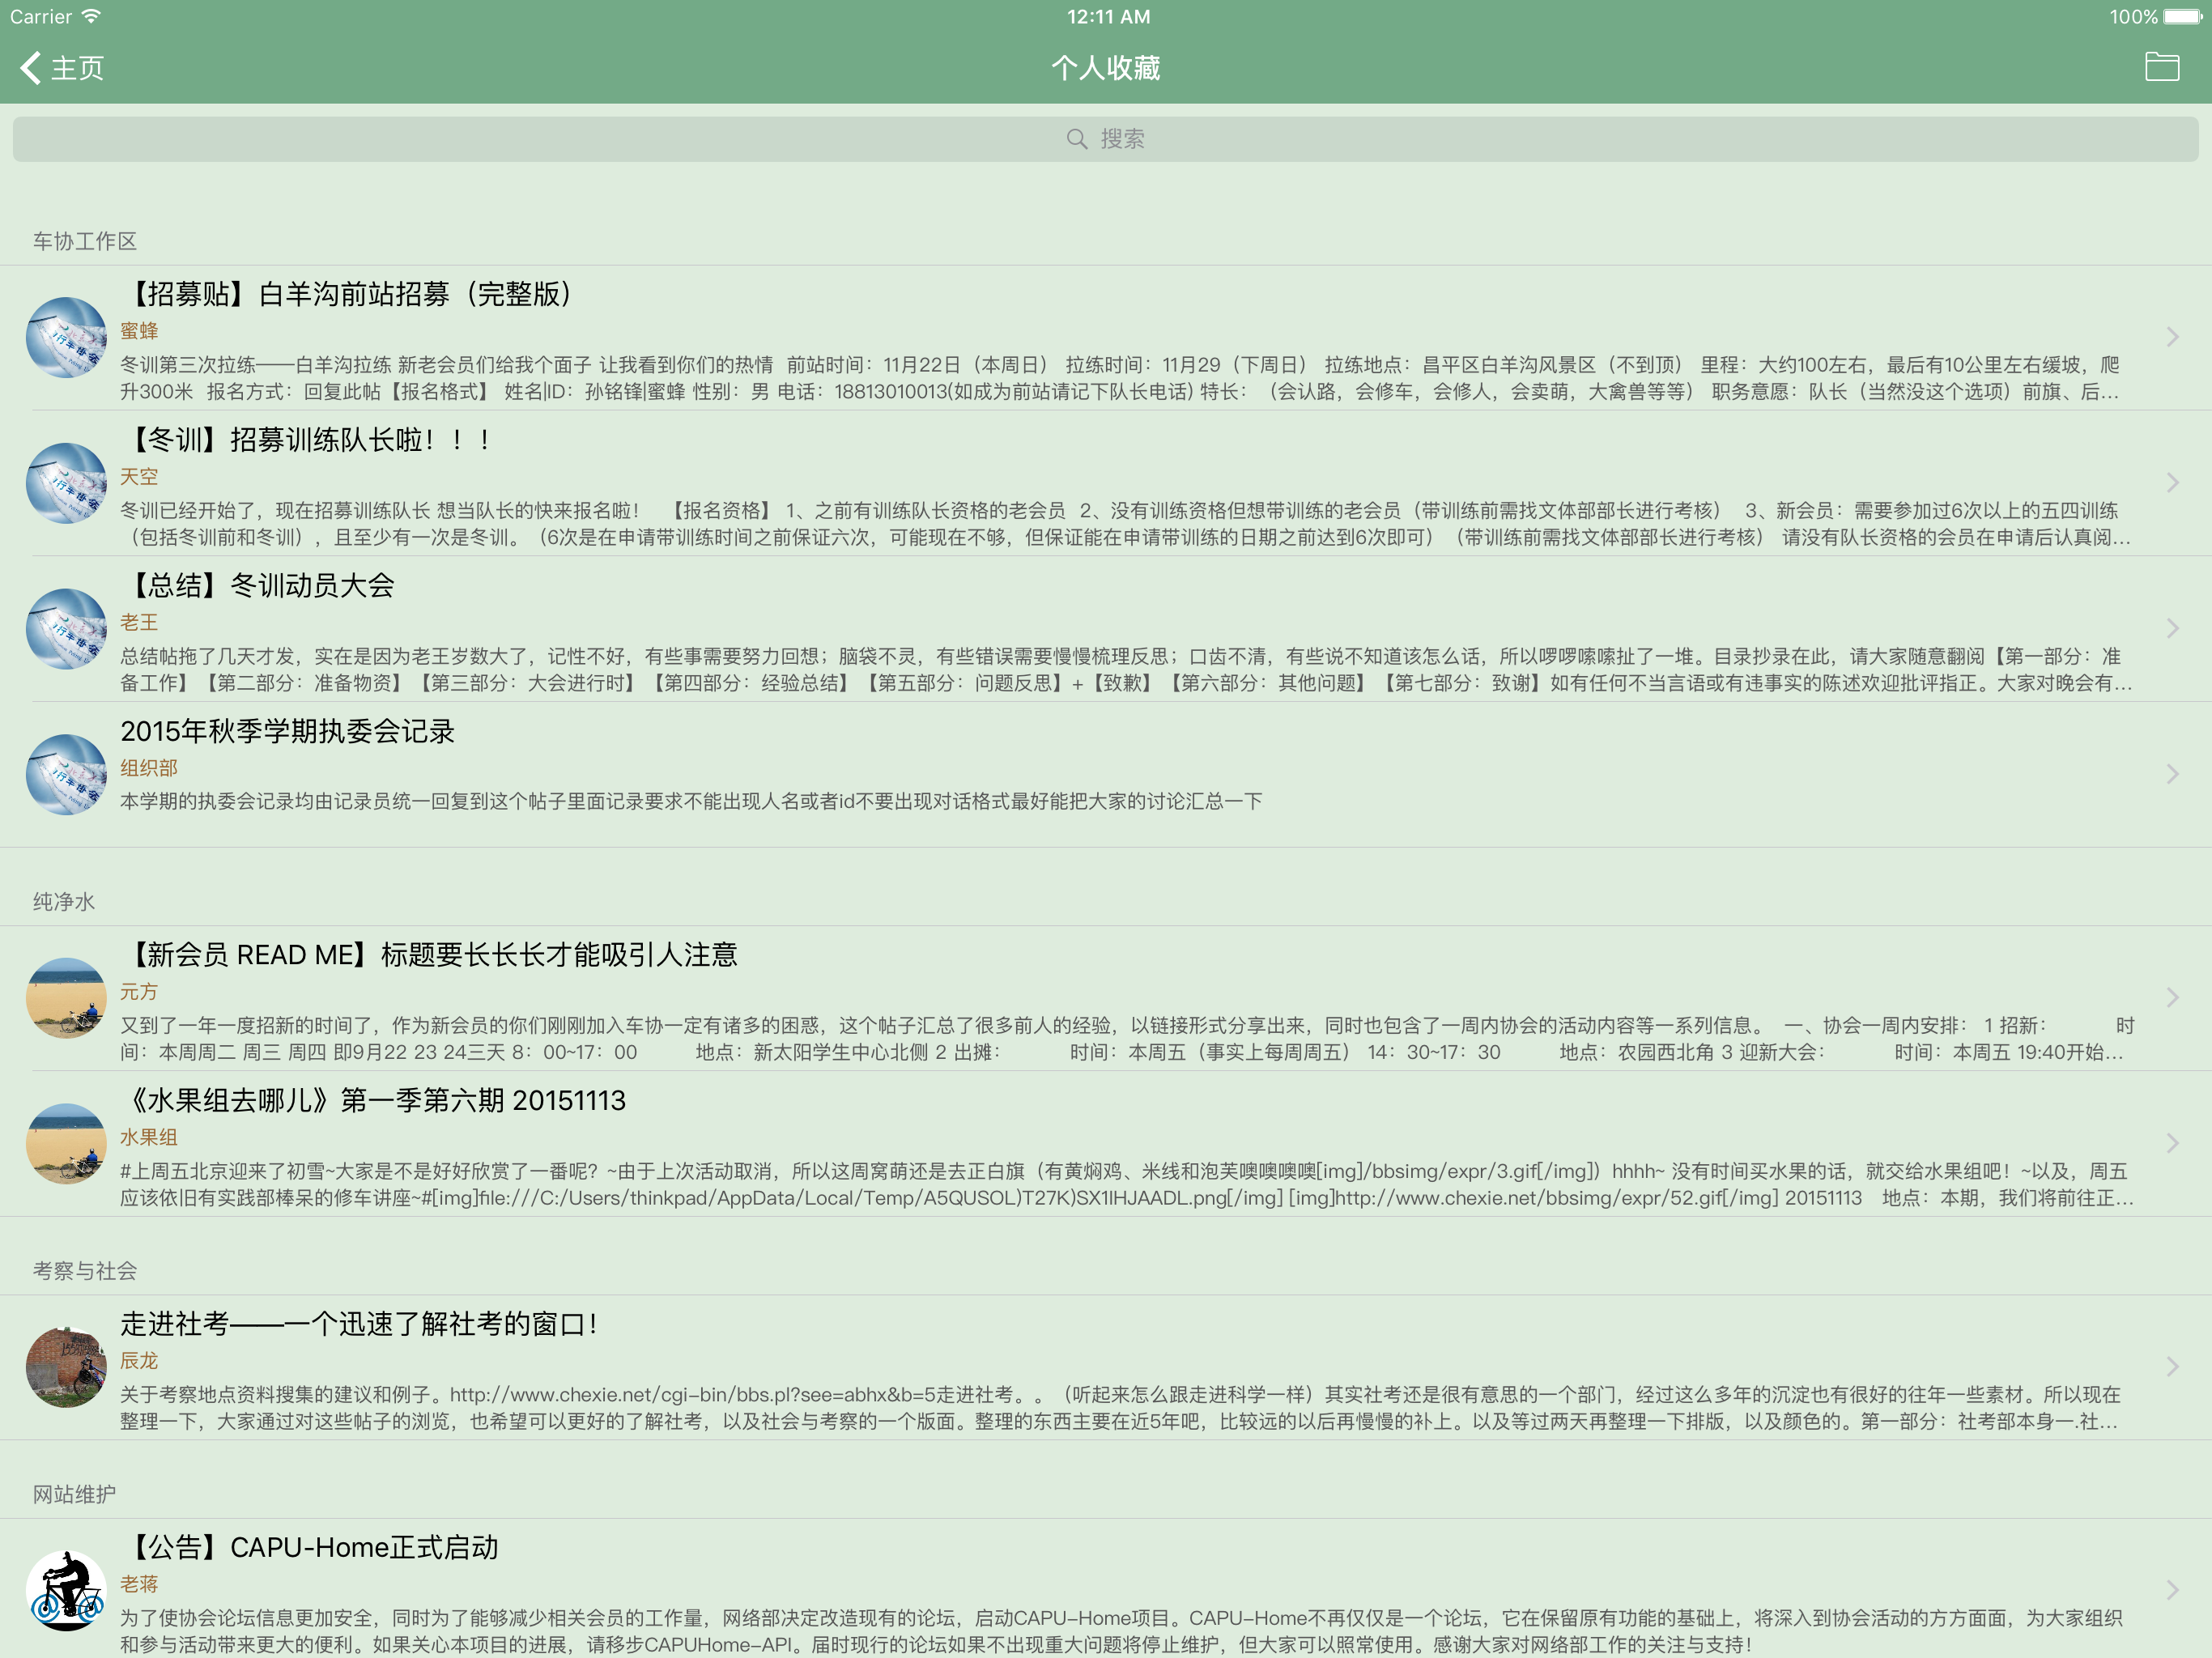 Carrier 12:11 AM 100%
主页 个人收藏
搜索
车协工作区
【招募贴】白羊沟前站招募（完整版）
蜜蜂
冬训第三次拉练——白羊沟拉练 新老会员们给我个面子 让我看到你们的热情 前站时间：11月22日（本周日） 拉练时间：11月29（下周日） 拉练地点：昌平区白羊沟风景区（不到顶） 里程：大约100左右，最后有10公里左右缓坡，爬
升300米 报名方式：回复此帖【报名格式】 姓名|ID：孙铭锋|蜜蜂 性别：男 电话：18813010013(如成为前站请记下队长电话) 特长：（会认路，会修车，会修人，会卖萌，大禽兽等等） 职务意愿：队长（当然没这个选项）前旗、后…
【冬训】招募训练队长啦！！！
天空
冬训已经开始了，现在招募训练队长 想当队长的快来报名啦！ 【报名资格】 1、之前有训练队长资格的老会员 2、没有训练资格但想带训练的老会员（带训练前需找文体部部长进行考核） 3、新会员：需要参加过6次以上的五四训练
（包括冬训前和冬训），且至少有一次是冬训。（6次是在申请带训练时间之前保证六次，可能现在不够，但保证能在申请带训练的日期之前达到6次即可）（带训练前需找文体部部长进行考核） 请没有队长资格的会员在申请后认真阅…
【总结】冬训动员大会
老王
总结帖拖了几天才发，实在是因为老王岁数大了，记性不好，有些事需要努力回想；脑袋不灵，有些错误需要慢慢梳理反思；口齿不清，有些说不知道该怎么话，所以啰啰嗦嗦扯了一堆。目录抄录在此，请大家随意翻阅【第一部分：准
备工作】【第二部分：准备物资】【第三部分：大会进行时】【第四部分：经验总结】【第五部分：问题反思】+【致歉】【第六部分：其他问题】【第七部分：致谢】如有任何不当言语或有违事实的陈述欢迎批评指正。大家对晚会有…
2015年秋季学期执委会记录
组织部
本学期的执委会记录均由记录员统一回复到这个帖子里面记录要求不能出现人名或者id不要出现对话格式最好能把大家的讨论汇总一下
纯净水
【新会员 READ ME】标题要长长长才能吸引人注意
元方
又到了一年一度招新的时间了，作为新会员的你们刚刚加入车协一定有诸多的困惑，这个帖子汇总了很多前人的经验，以链接形式分享出来，同时也包含了一周内协会的活动内容等一系列信息。 一、协会一周内安排： 1 招新： 时
间：本周周二 周三 周四 即9月22 23 24三天 8：00~17：00 地点：新太阳学生中心北侧 2 出摊： 时间：本周五（事实上每周周五） 14：30~17：30 地点：农园西北角 3 迎新大会： 时间：本周五 19:40开始…
《水果组去哪儿》第一季第六期 20151113
水果组
#上周五北京迎来了初雪~大家是不是好好欣赏了一番呢？~由于上次活动取消，所以这周窝萌还是去正白旗（有黄焖鸡、米线和泡芙噢噢噢噢[img]/bbsimg/expr/3.gif[/img]）hhhh~ 没有时间买水果的话，就交给水果组吧！~以及，周五
应该依旧有实践部棒呆的修车讲座~#[img]file:///C:/Users/thinkpad/AppData/Local/Temp/A5QUSOL)T27K)SX1IHJAADL.png[/img] [img]http://www.chexie.net/bbsimg/expr/52.gif[/img] 20151113 地点：本期，我们将前往正…
考察与社会
走进社考——一个迅速了解社考的窗口！
辰龙
关于考察地点资料搜集的建议和例子。http://www.chexie.net/cgi-bin/bbs.pl?see=abhx&b=5走进社考。。（听起来怎么跟走进科学一样）其实社考还是很有意思的一个部门，经过这么多年的沉淀也有很好的往年一些素材。所以现在
整理一下，大家通过对这些帖子的浏览，也希望可以更好的了解社考，以及社会与考察的一个版面。整理的东西主要在近5年吧，比较远的以后再慢慢的补上。以及等过两天再整理一下排版，以及颜色的。第一部分：社考部本身一.社…
网站维护
【公告】CAPU-Home正式启动
老蒋
为了使协会论坛信息更加安全，同时为了能够减少相关会员的工作量，网络部决定改造现有的论坛，启动CAPU-Home项目。CAPU-Home不再仅仅是一个论坛，它在保留原有功能的基础上，将深入到协会活动的方方面面，为大家组织
和参与活动带来更大的便利。如果关心本项目的进展，请移步CAPUHome-API。届时现行的论坛如果不出现重大问题将停止维护，但大家可以照常使用。感谢大家对网络部工作的关注与支持！